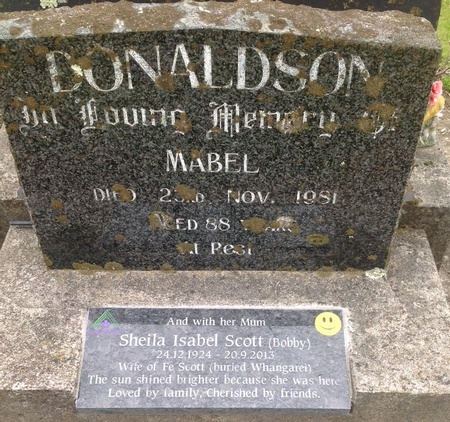 DONALDSON
In Loving Memory of
MABEL
DIED 23RD NOV. 1981
AGED 88 YEARS
AT REST
And with her Mum
Sheila Isabel Scott (Bobby)
24.12.1924 - 20.9.2013
Wife of Fe Scott (buried Whangarei)
The sun shined brighter because she was here
Loved by family, Cherished by friends.